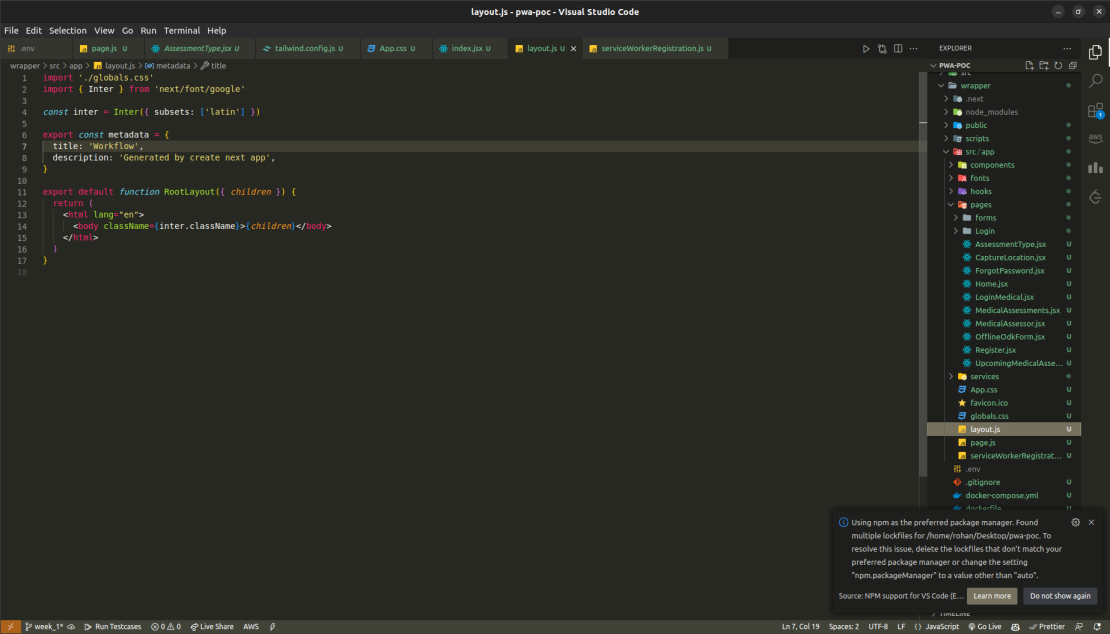 layout.js - pwa-poc - Visual Studio Code
File Edit Selection View Go Run Terminal Help
.env
page.js U
AssessmentType.jsx U
tailwind.config.js U
App.css U
index.jsx U
layout.js U
serviceWorkerRegistration.js U
wrapper > src > app > layout.js > metadata > title
1 import './globals.css'
2 import { Inter } from 'next/font/google'
3
4 const inter = Inter({ subsets: ['latin'] })
5
6 export const metadata = {
7 title: 'Workflow',
8 description: 'Generated by create next app',
9 }
10
11 export default function RootLayout({ children }) {
12 return (
13 <html lang="en">
14 <body className={inter.className}>{children}</body>
15 </html>
16 )
17 }
18
EXPLORER
PWA-POC
src
wrapper
.next
node_modules
public
scripts
src / app
components
fonts
hooks
pages
forms
Login
AssessmentType.jsx U
CaptureLocation.jsx U
ForgotPassword.jsx U
Home.jsx U
LoginMedical.jsx U
MedicalAssessments.jsx U
MedicalAssessor.jsx U
OfflineOdkForm.jsx U
Register.jsx U
UpcomingMedicalAsse... U
services
App.css U
favicon.ico U
globals.css U
layout.js U
page.js U
serviceWorkerRegistrat... U
.env
.gitignore U
docker-compose.yml U
dockerfile U
1
aws
Using npm as the preferred package manager. Found
multiple lockfiles for /home/rohan/Desktop/pwa-poc. To
resolve this issue, delete the lockfiles that don't match your
preferred package manager or change the setting
"npm.packageManager" to a value other than "auto".
Source: NPM support for VS Code (E... Learn more Do not show again
TIMELINE
week_1* Run Testcases 0 0 Live Share AWS Ln 7, Col 19 Spaces: 2 UTF-8 LF {} JavaScript Go Live Prettier